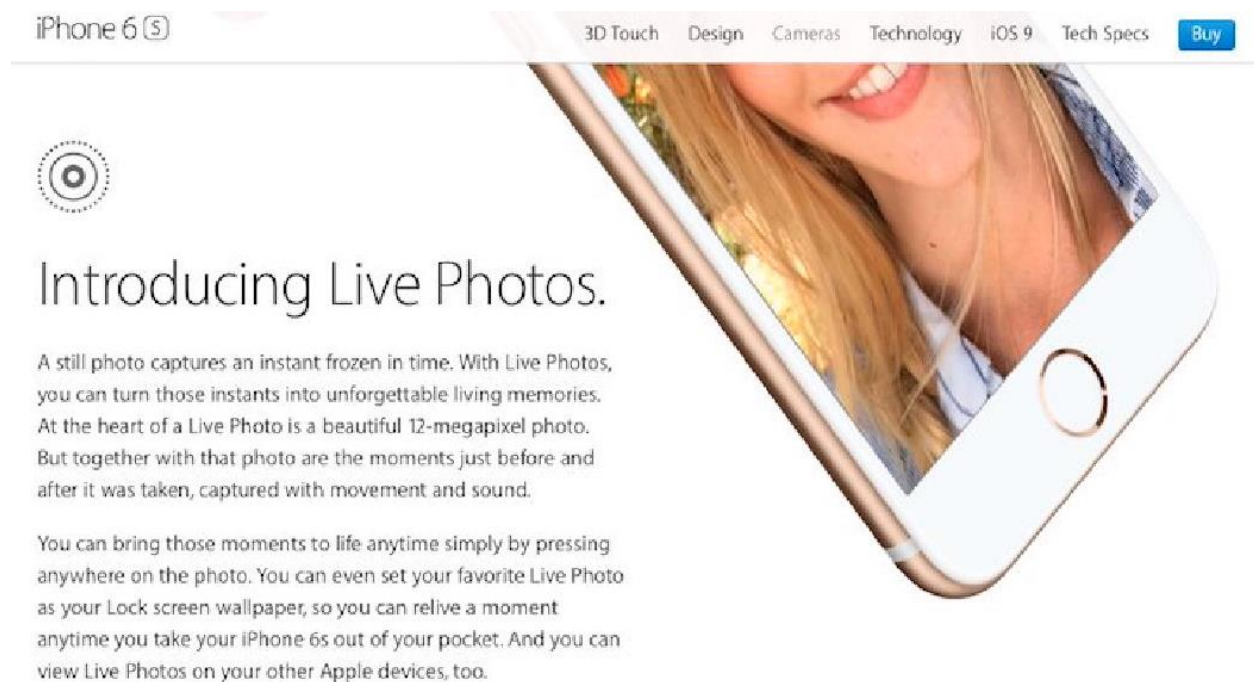 iPhone 6 S
3D Touch Design Cameras Technology iOS 9 Tech Specs Buy
Introducing Live Photos.
A still photo captures an instant frozen in time. With Live Photos,
you can turn those instants into unforgettable living memories.
At the heart of a Live Photo is a beautiful 12-megapixel photo.
But together with that photo are the moments just before and
after it was taken, captured with movement and sound.
You can bring those moments to life anytime simply by pressing
anywhere on the photo. You can even set your favorite Live Photo
as your Lock screen wallpaper, so you can relive a moment
anytime you take your iPhone 6s out of your pocket. And you can
view Live Photos on your other Apple devices, too.